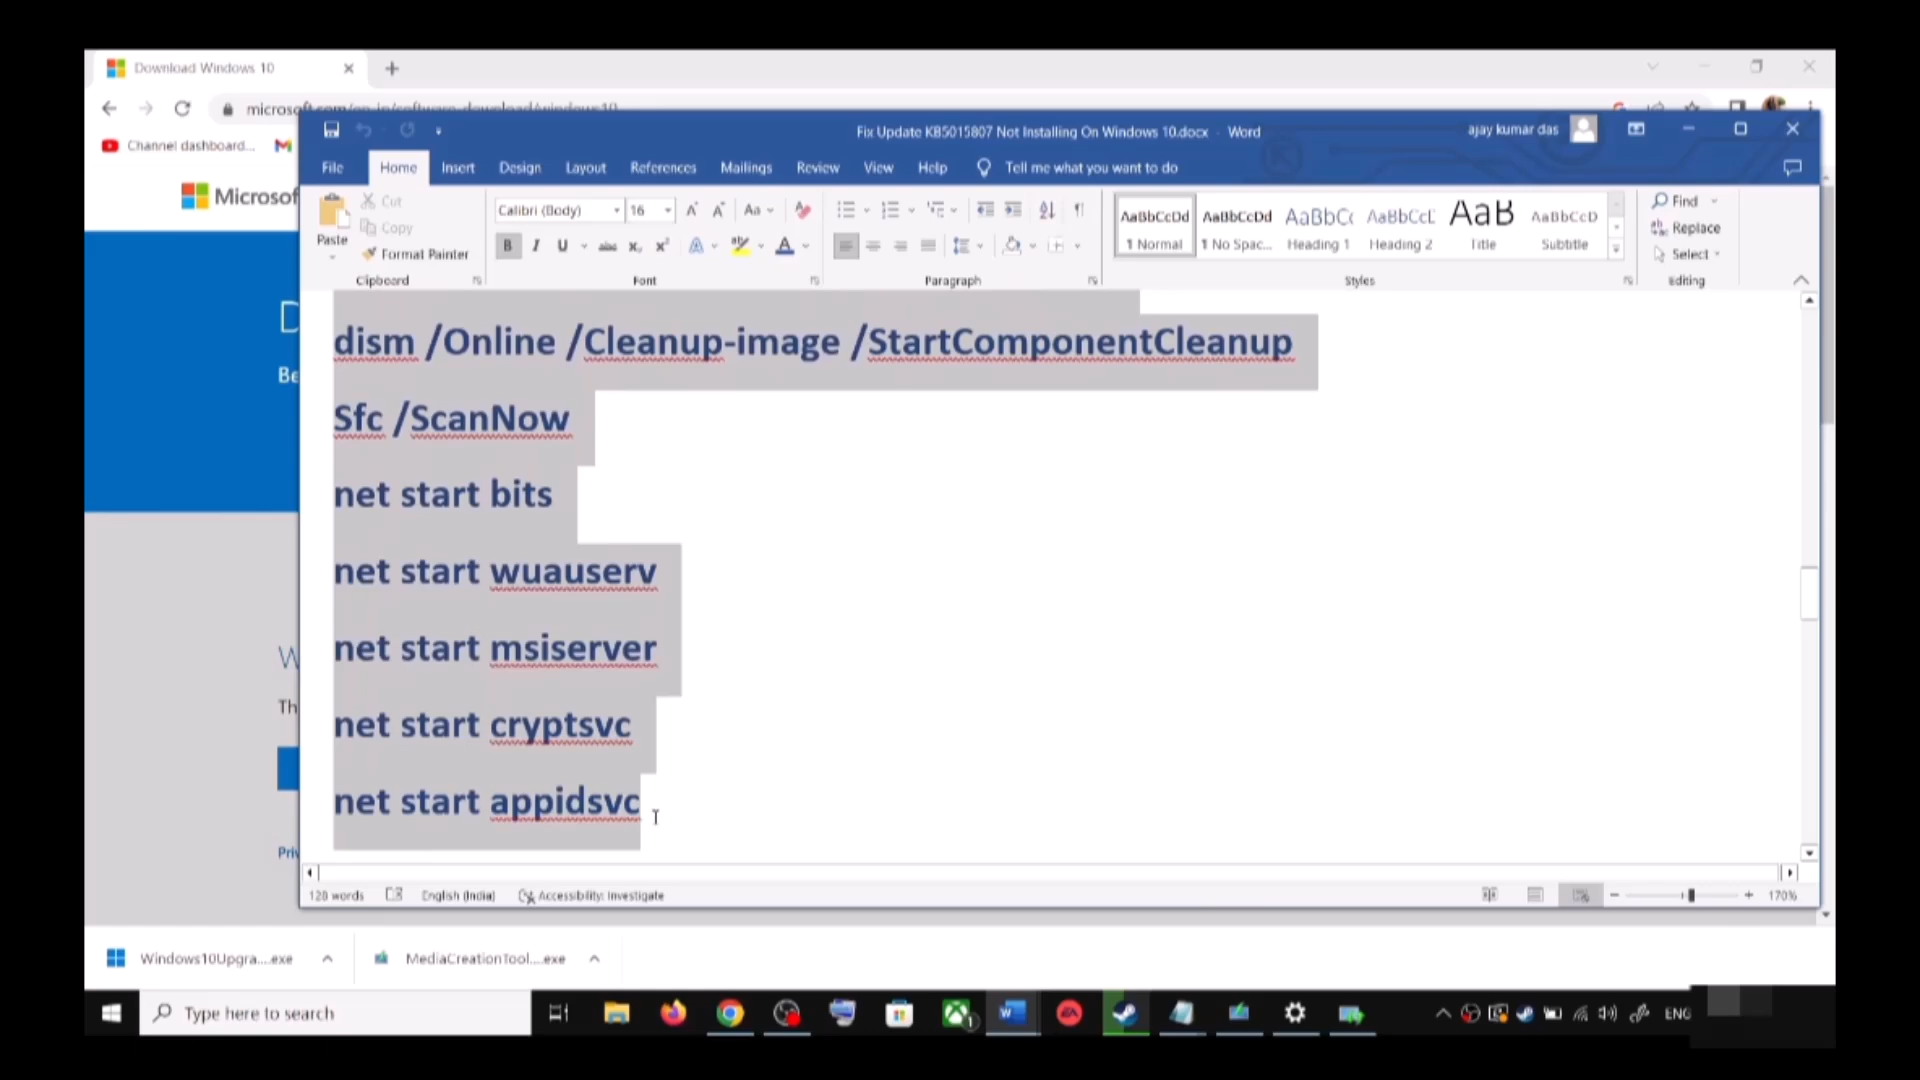 Download Windows 10
Channel dashboard...
Fix Update KB5015807 Not Installing On Windows 10.docx - Word
ajay kumar das
File Home Insert Design Layout References Mailings Review View Help Tell me what you want to do
Paste
Cut
Copy
Format Painter
Clipboard
Calibri (Body) 16
Font
Paragraph
AaBbCcDd AaBbCcDd AaBbCc AaBbCcE AaB AaBbCcD
1 Normal 1 No Spac... Heading 1 Heading 2 Title Subtitle
Styles
Find
Replace
Select
Editing
dism /Online /Cleanup-image /StartComponentCleanup
Sfc /ScanNow
net start bits
net start wuauserv
net start msiserver
net start cryptsvc
net start appidsvc
128 words English (India) Accessibility: Investigate 170%
Windows10Upgra....exe MediaCreationTool....exe
Type here to search
ENG